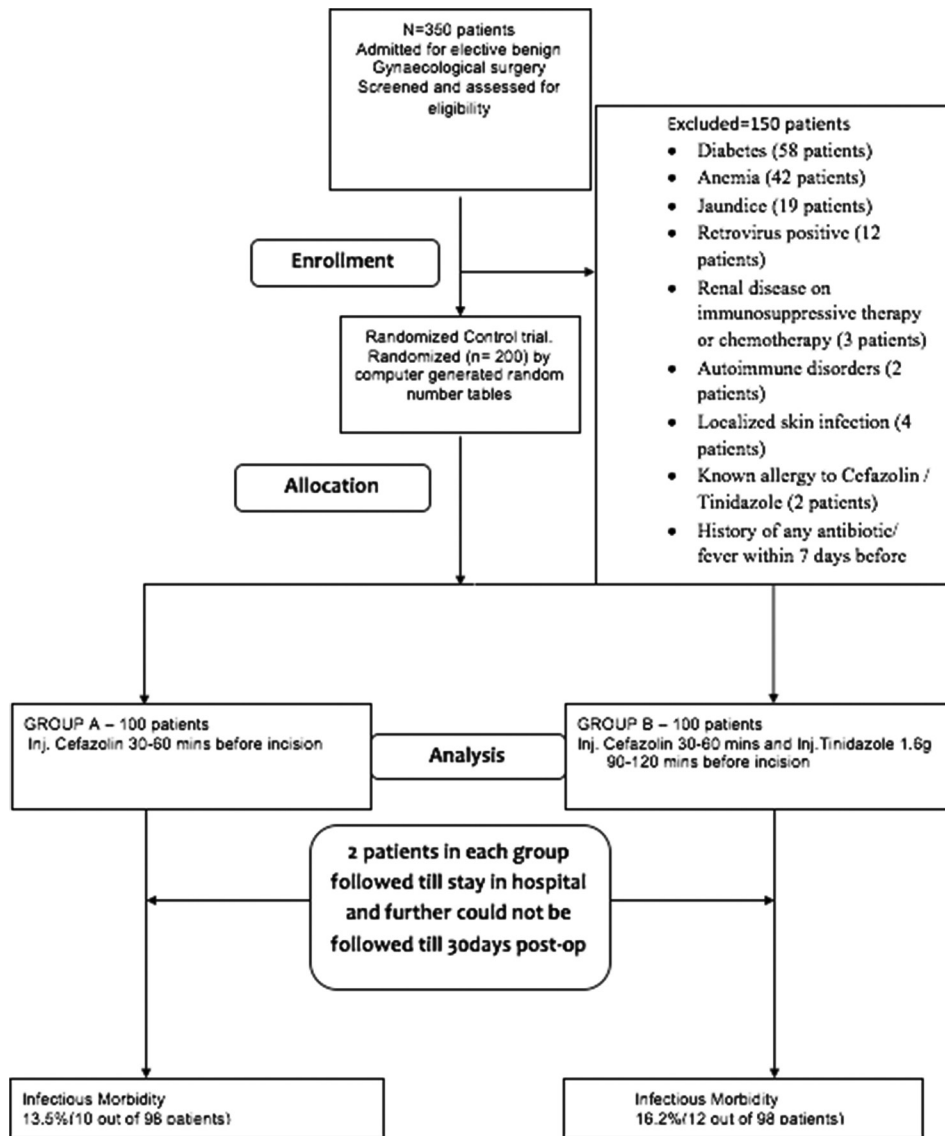 N=350 patients
Admitted for elective benign
Gynaecological surgery
Screened and assessed for
eligibility
Excluded=150 patients
• Diabetes (58 patients)
• Anemia (42 patients)
• Jaundice (19 patients)
• Retrovirus positive (12
patients)
• Renal disease on
immunosuppressive therapy
or chemotherapy (3 patients)
• Autoimmune disorders (2
patients)
• Localized skin infection (4
patients)
• Known allergy to Cefazolin /
Tinidazole (2 patients)
• History of any antibiotic/
fever within 7 days before
Enrollment
Randomized Control trial.
Randomized (n= 200) by
computer generated random
number tables
Allocation
GROUP A – 100 patients
Inj. Cefazolin 30-60 mins before incision
Analysis
GROUP B – 100 patients
Inj. Cefazolin 30-60 mins and Inj.Tinidazole 1.6g
90-120 mins before incision
2 patients in each group
followed till stay in hospital
and further could not be
followed till 30days post-op
Infectious Morbidity
13.5%(10 out of 98 patients)
Infectious Morbidity
16.2%(12 out of 98 patients)